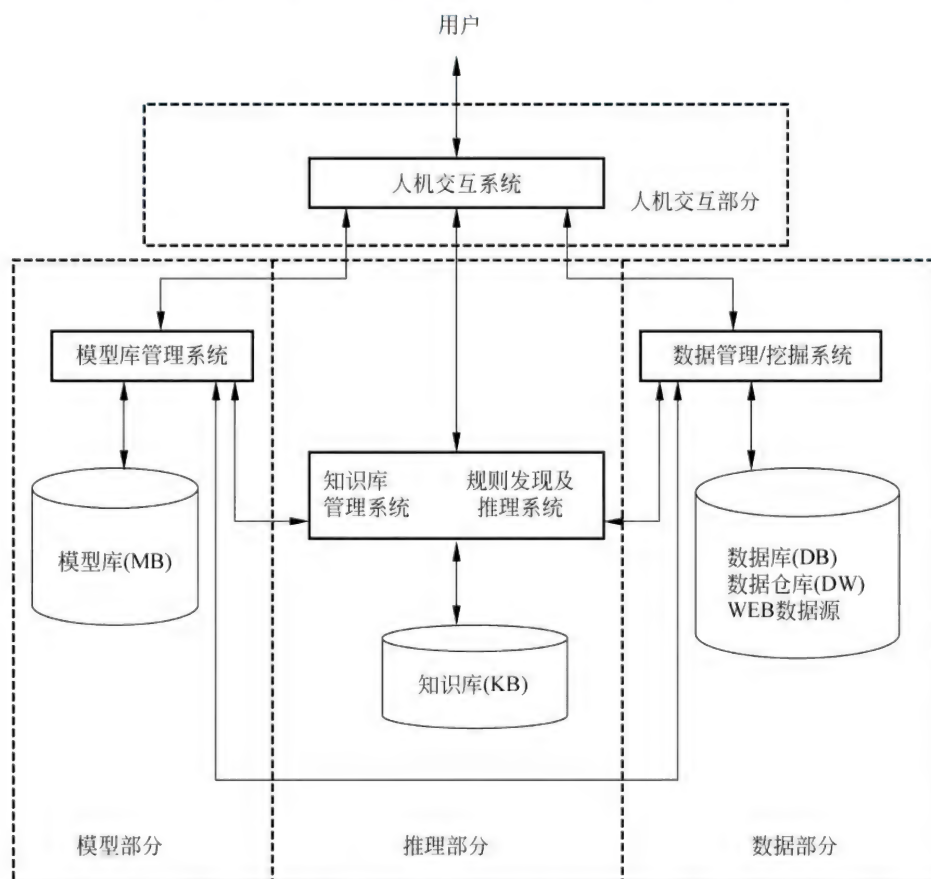 用户
人机交互系统
人机交互部分
模型库管理系统
数据管理/挖掘系统
知识库
管理系统
规则发现及
推理系统
模型库(MB)
数据库(DB)
数据仓库(DW)
WEB数据源
知识库(KB)
模型部分
推理部分
数据部分